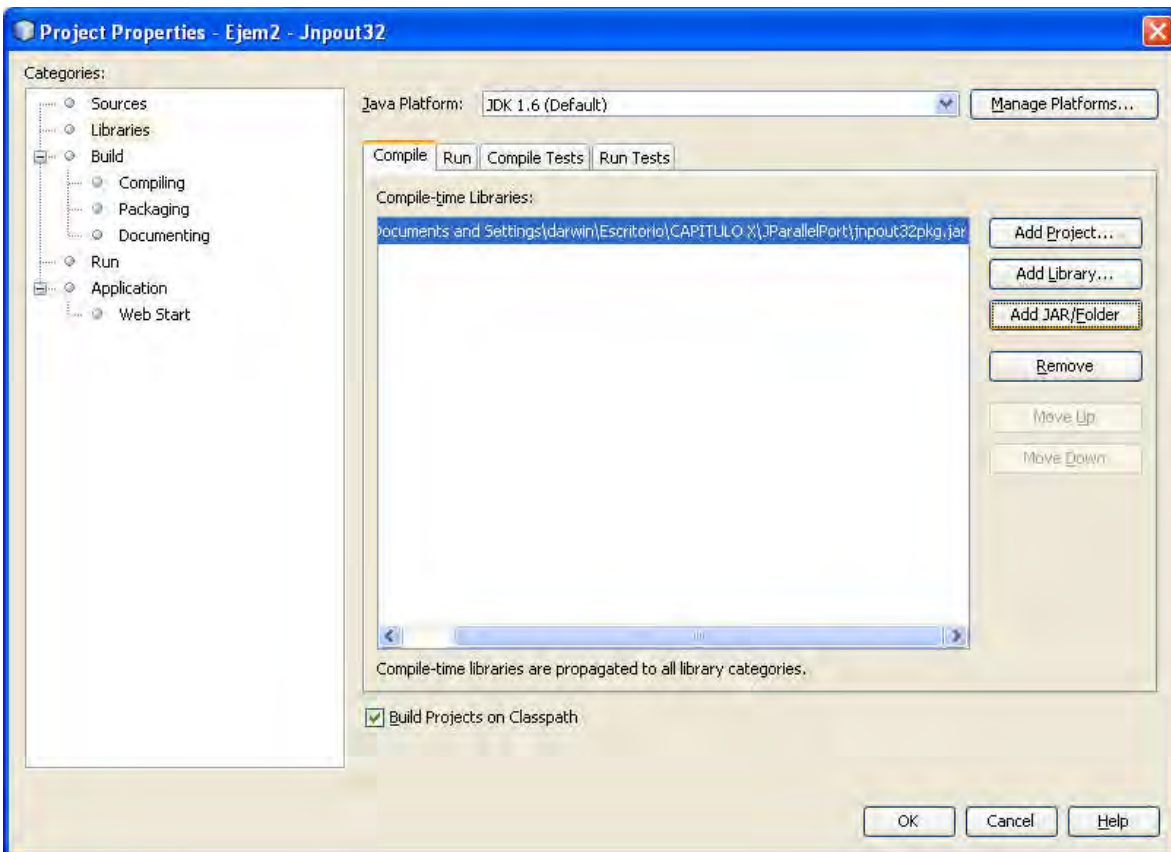 Project Properties - Ejem2 - Jnpout32
Categories:
Sources
Libraries
Build
Compiling
Packaging
Documenting
Run
Application
Web Start
Java Platform:
JDK 1.6 (Default)
Manage Platforms...
Compile
Run
Compile Tests
Run Tests
Compile-time Libraries:
Documents and Settings\darwin\Escritorio\CAPITULO X\JParallelPort\jnpout32pkg.jar
Add Project...
Add Library...
Add JAR/Folder
Remove
Move Up
Move Down
Compile-time libraries are propagated to all library categories.
Build Projects on Classpath
OK
Cancel
Help